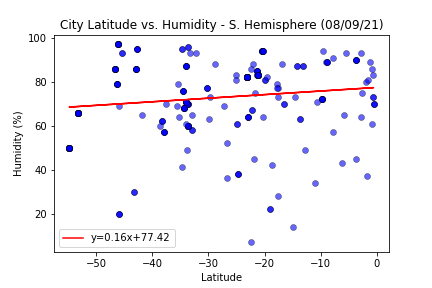 City Latitude vs. Humidity - S. Hemisphere (08/09/21)
100
80
60
40
20
Humidity (%)
y=0.16x+77.42
−50 −40 −30 −20 −10 0
Latitude